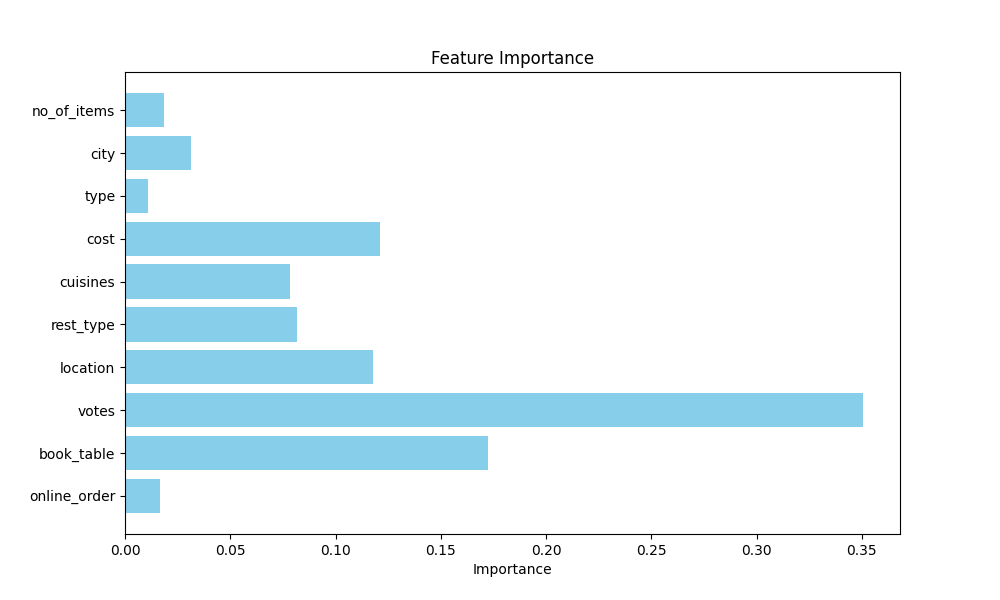 Feature Importance
no_of_items
city
type
cost
cuisines
rest_type
location
votes
book_table
online_order
0.00 0.05 0.10 0.15 0.20 0.25 0.30 0.35
Importance